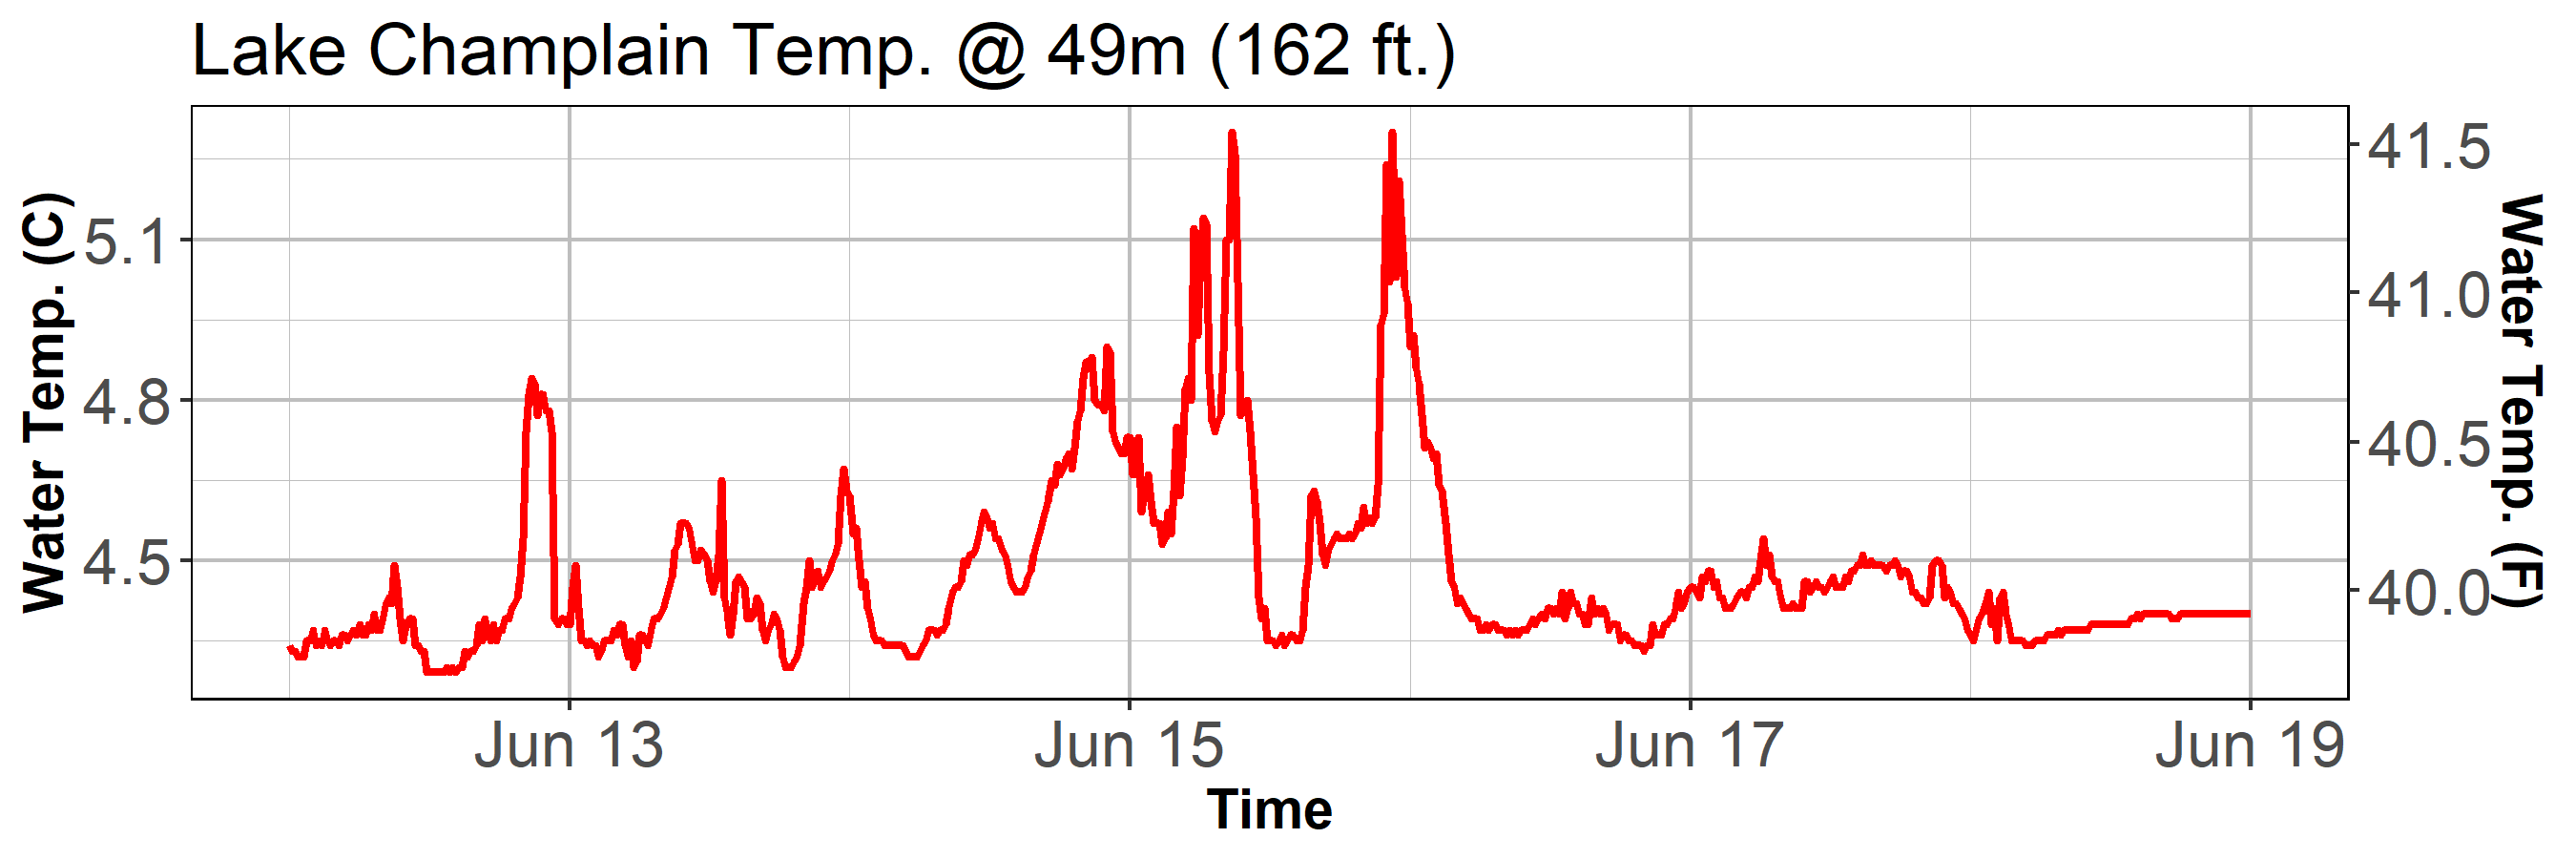 Lake Champlain Temp. @ 49m (162 ft.)
Water Temp. (C)
5.1
4.8
4.5
41.5
41.0
40.5
40.0
Water Temp. (F)
Jun 13
Jun 15
Jun 17
Jun 19
Time